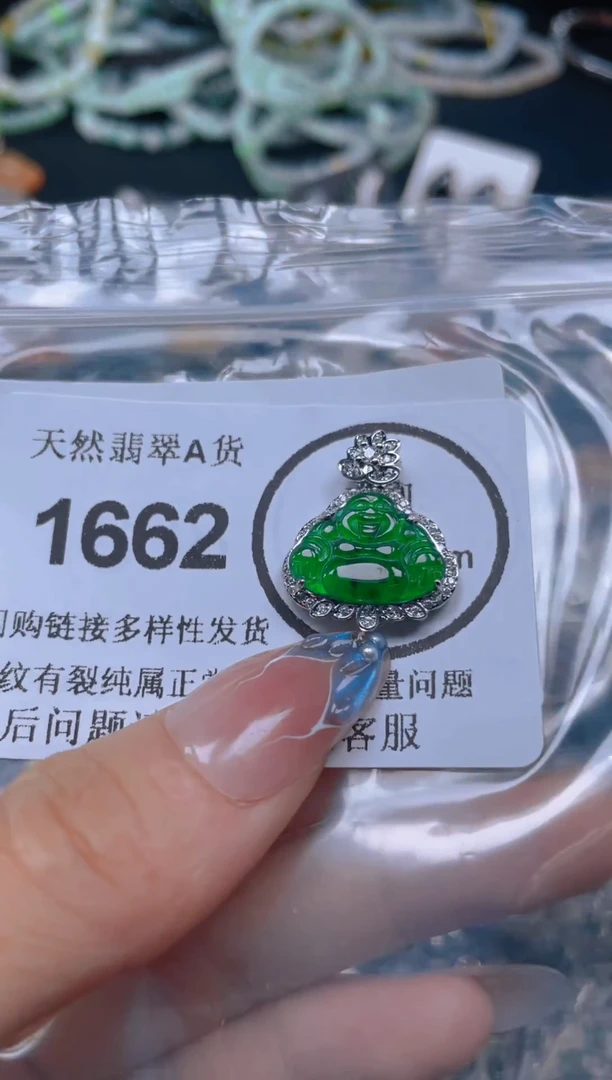 天然翡翠A货
1662
购链接多样性发货
纹有裂纯属正
量问题
后问题
客服
m